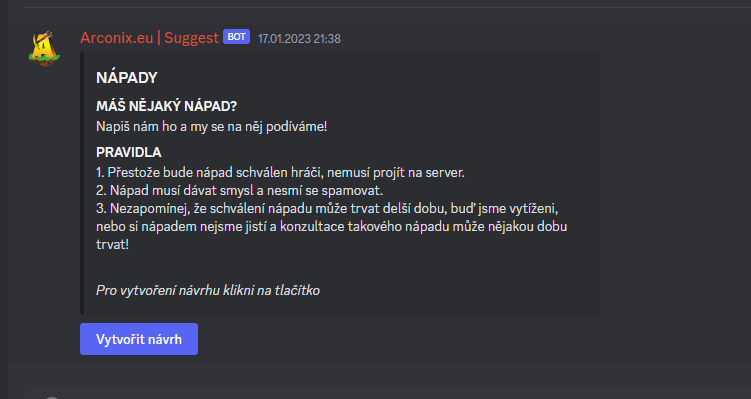 Arconix.eu | Suggest BOT 17.01.2023 21:38
NÁPADY
MÁŠ NĚJAKÝ NÁPAD?
Napiš nám ho a my se na něj podíváme!
PRAVIDLA
1. Přestože bude nápad schválen hráči, nemusí projít na server.
2. Nápad musí dávat smysl a nesmí se spamovat.
3. Nezapomínej, že schválení nápadu může trvat delší dobu, buď jsme vytíženi,
nebo si nápadem nejsme jistí a konzultace takového nápadu může nějakou dobu
trvat!
Pro vytvoření návrhu klikni na tlačítko
Vytvořit návrh